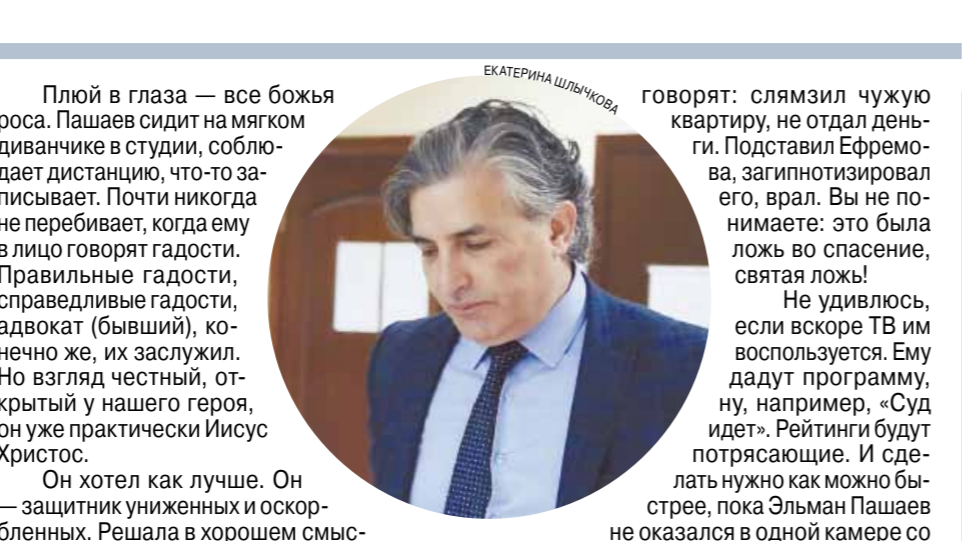 Плюй в глаза — все божья
роса. Пашаев сидит на мягком
диванчике в студии, соблю-
дает дистанцию, что-то за-
писывает. Почти никогда
не перебивает, когда ему
в лицо говорят гадости.
Правильные гадости,
справедливые гадости,
адвокат (бывший), ко-
нечно же, их заслужил.
Но взгляд честный, от-
крытый у нашего героя,
он уже практически Иисус
Христос.
Он хотел как лучше. Он
— защитник униженных и оскор-
бленных. Решала в хорошем смыс-
ЕКАТЕРИНА ШЛЫЧКОВА
говорят: слямзил чужую
квартиру, не отдал день-
ги. Подставил Ефремо-
ва, загипнотизировал
его, врал. Вы не по-
нимаете: это была
ложь во спасение,
святая ложь!
Не удивлюсь,
если вскоре ТВ им
воспользуется. Ему
дадут программу,
ну, например, «Суд
идет». Рейтинги будут
потрясающие. И сде-
лать нужно как можно бы-
стрее, пока Эльман Пашаев
не оказался в одной камере со